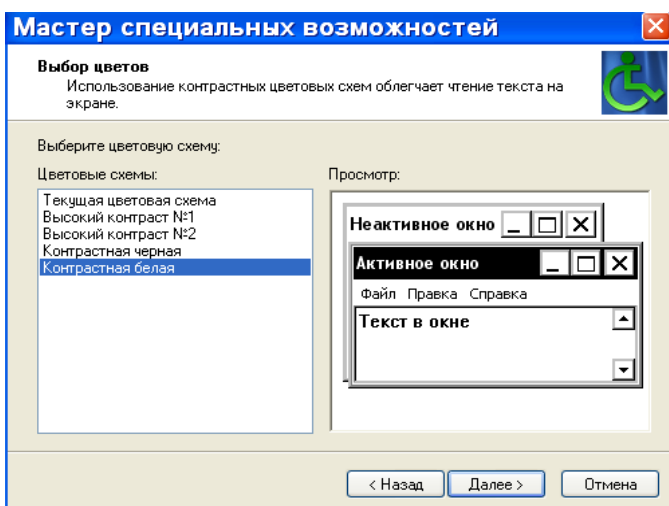 Мастер специальных возможностей
Выбор цветов
Использование контрастных цветовых схем облегчает чтение текста на
экране.
Выберите цветовую схему:
Цветовые схемы:
Текущая цветовая схема
Высокий контраст №1
Высокий контраст №2
Контрастная черная
Контрастная белая
Просмотр:
Неактивное окно
Активное окно
Файл Правка Справка
Текст в окне
< Назад
Далее >
Отмена